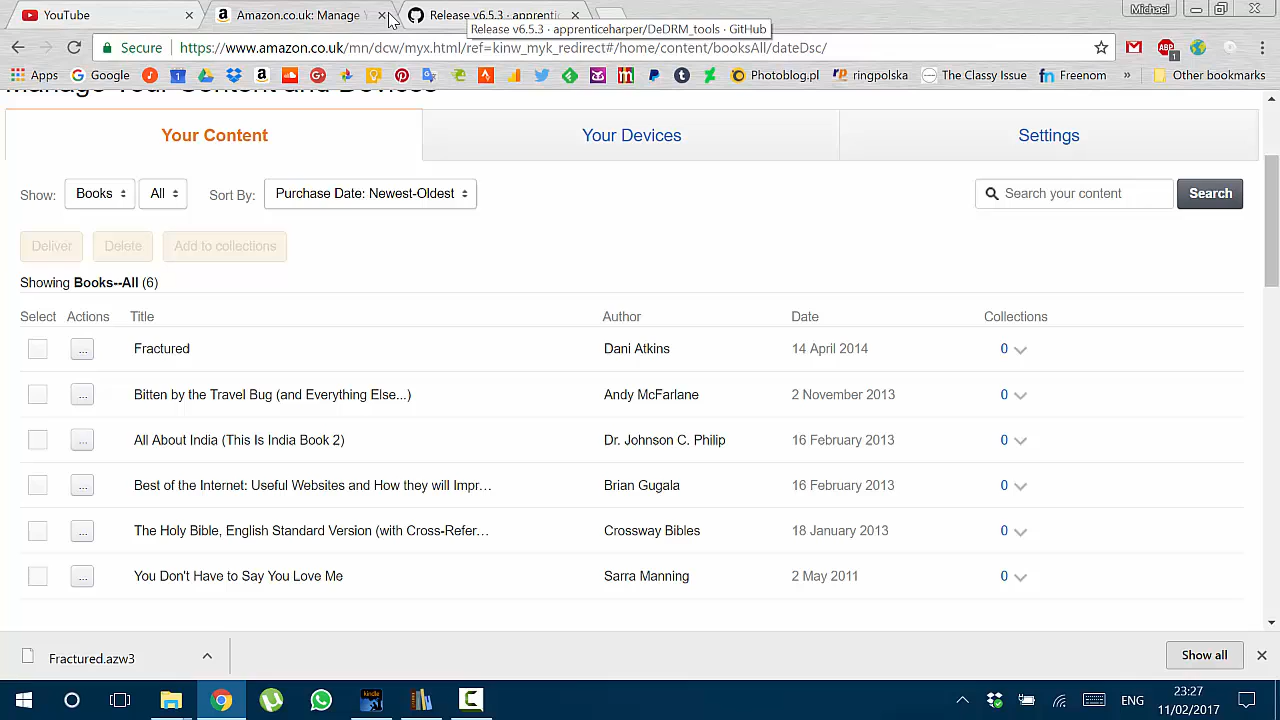 YouTube
Amazon.co.uk: Manage
Release v6.5.3 · apprenti
Michael
Release v6.5.3 · apprenticeharper/DeDRM_tools · GitHub
Secure
https://www.amazon.co.uk/mn/dcw/myx.html/ref=kinw_myk_redirect#/home/content/booksAll/dateDsc/
Apps
Google
Photoblog.pl
ringpolska
The Classy Issue
Freenom
»
Other bookmarks
Manage Your Content and Devices
Your Content
Your Devices
Settings
Show:
Books
All
Sort By:
Purchase Date: Newest-Oldest
Search your content
Search
Deliver
Delete
Add to collections
Showing Books--All (6)
Select Actions Title Author Date Collections
... Fractured Dani Atkins 14 April 2014 0
... Bitten by the Travel Bug (and Everything Else...) Andy McFarlane 2 November 2013 0
... All About India (This Is India Book 2) Dr. Johnson C. Philip 16 February 2013 0
... Best of the Internet: Useful Websites and How they will Impr... Brian Gugala 16 February 2013 0
... The Holy Bible, English Standard Version (with Cross-Refer... Crossway Bibles 18 January 2013 0
... You Don't Have to Say You Love Me Sarra Manning 2 May 2011 0
Fractured.azw3
Show all
kindle
ENG
23:27
11/02/2017